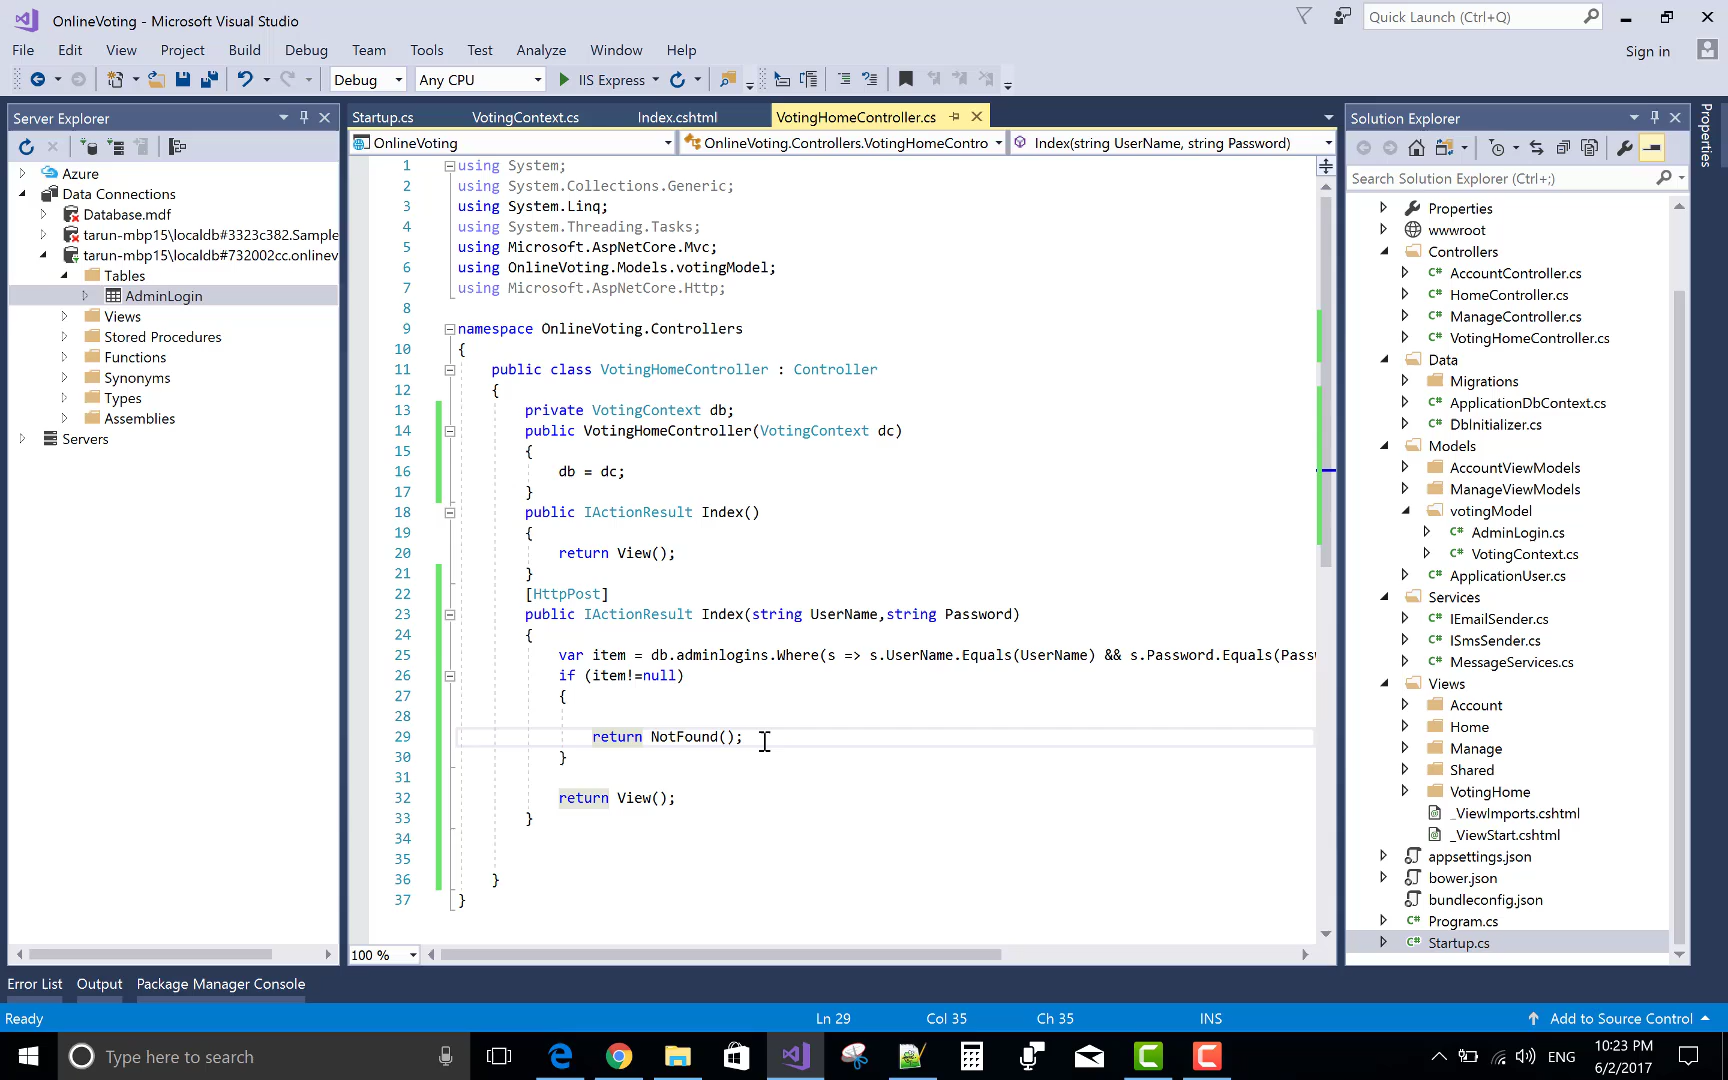 OnlineVoting - Microsoft Visual Studio
Quick Launch (Ctrl+Q)
File Edit View Project Build Debug Team Tools Test Analyze Window Help
Sign in
Debug Any CPU IIS Express
Server Explorer
Azure
Data Connections
Database.mdf
tarun-mbp15\localdb#3323c382.Sample
tarun-mbp15\localdb#732002cc.onlinev
Tables
AdminLogin
Views
Stored Procedures
Functions
Synonyms
Types
Assemblies
Servers
Startup.cs VotingContext.cs Index.cshtml VotingHomeController.cs
OnlineVoting OnlineVoting.Controllers.VotingHomeContro Index(string UserName, string Password)
1 using System;
2 using System.Collections.Generic;
3 using System.Linq;
4 using System.Threading.Tasks;
5 using Microsoft.AspNetCore.Mvc;
6 using OnlineVoting.Models.votingModel;
7 using Microsoft.AspNetCore.Http;
8
9 namespace OnlineVoting.Controllers
10 {
11 public class VotingHomeController : Controller
12 {
13 private VotingContext db;
14 public VotingHomeController(VotingContext dc)
15 {
16 db = dc;
17 }
18 public IActionResult Index()
19 {
20 return View();
21 }
22 [HttpPost]
23 public IActionResult Index(string UserName,string Password)
24 {
25 var item = db.adminlogins.Where(s => s.UserName.Equals(UserName) && s.Password.Equals(Pass
26 if (item!=null)
27 {
28
29 return NotFound();
30 }
31
32 return View();
33 }
34
35
36 }
37 }
100 %
Solution Explorer
Search Solution Explorer (Ctrl+;)
Properties
wwwroot
Controllers
AccountController.cs
HomeController.cs
ManageController.cs
VotingHomeController.cs
Data
Migrations
ApplicationDbContext.cs
DbInitializer.cs
Models
AccountViewModels
ManageViewModels
votingModel
AdminLogin.cs
VotingContext.cs
ApplicationUser.cs
Services
IEmailSender.cs
ISmsSender.cs
MessageServices.cs
Views
Account
Home
Manage
Shared
VotingHome
_ViewImports.cshtml
_ViewStart.cshtml
appsettings.json
bower.json
bundleconfig.json
Program.cs
Startup.cs
Properties
Error List Output Package Manager Console
Ready Ln 29 Col 35 Ch 35 INS Add to Source Control
Type here to search
ENG
10:23 PM
6/2/2017